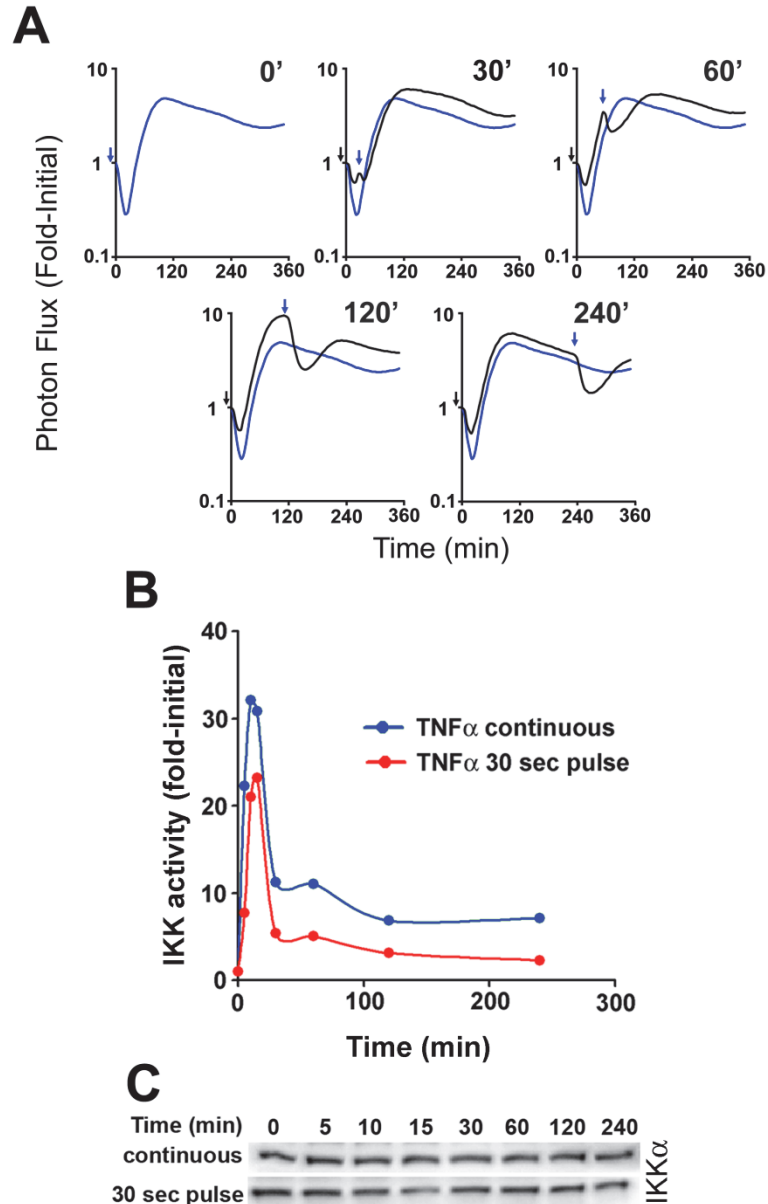 A
Photon Flux (Fold-Initial)
0’
10
1
0.1
0 120 240 360
30’
10
1
0.1
0 120 240 360
60’
10
1
0.1
0 120 240 360
120’
10
1
0.1
0 120 240 360
240’
10
1
0.1
0 120 240 360
Time (min)
B
IKK activity (fold-initial)
40
30
20
10
0
TNFα continuous
TNFα 30 sec pulse
0 100 200 300
Time (min)
C
Time (min) 0 5 10 15 30 60 120 240
continuous
30 sec pulse
IKKα